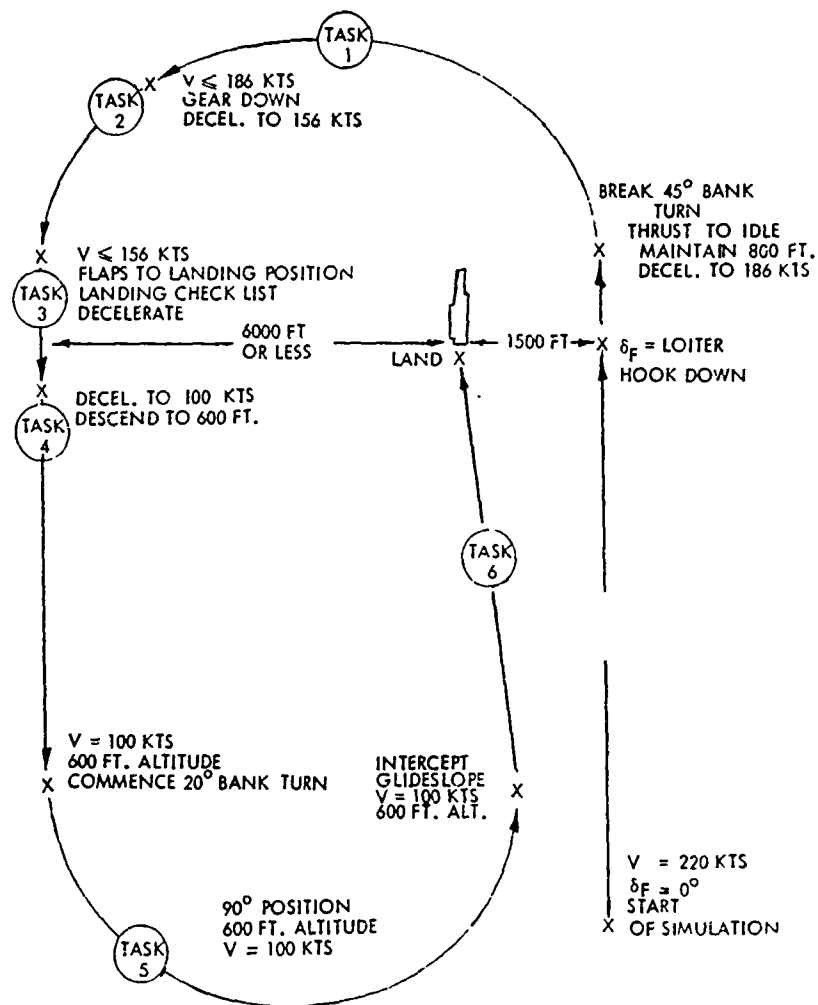 TASK
1
V ⩽ 186 KTS
GEAR DOWN
DECEL. TO 156 KTS
TASK
2
BREAK 45° BANK
TURN
THRUST TO IDLE
MAINTAIN 800 FT.
DECEL. TO 186 KTS
X
X
X
V ⩽ 156 KTS
FLAPS TO LANDING POSITION
LANDING CHECK LIST
DECELERATE
TASK
3
6000 FT
OR LESS
LAND X
1500 FT
X δF = LOITER
HOOK DOWN
X
DECEL. TO 100 KTS
DESCEND TO 600 FT.
TASK
4
TASK
6
V = 100 KTS
600 FT. ALTITUDE
X COMMENCE 20° BANK TURN
INTERCEPT
GLIDESLOPE
V = 100 KTS
600 FT. ALT.
X
V = 220 KTS
δF = 0°
START
X OF SIMULATION
90° POSITION
600 FT. ALTITUDE
V = 100 KTS
TASK
5